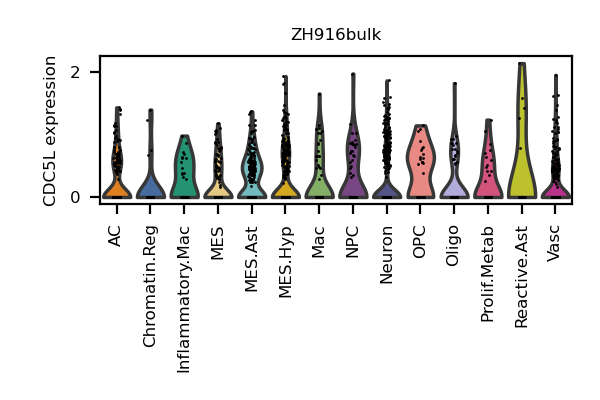 ZH916bulk
CDC5L expression
2
0
AC
Chromatin.Reg
Inflammatory.Mac
MES
MES.Ast
MES.Hyp
Mac
NPC
Neuron
OPC
Oligo
Prolif.Metab
Reactive.Ast
Vasc